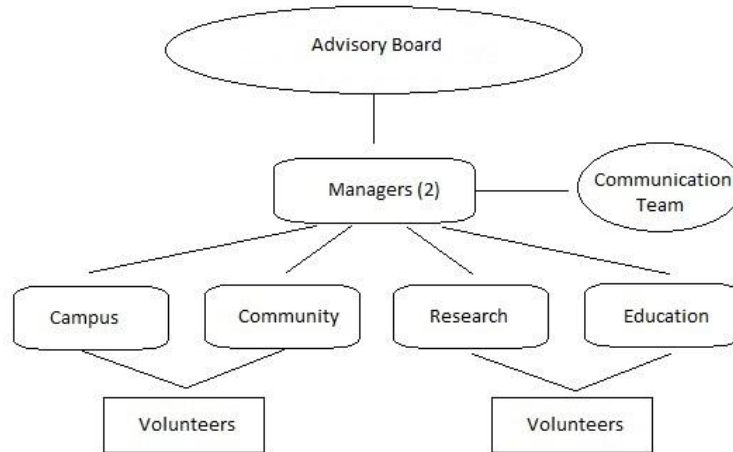 Advisory Board
Managers (2)
Communication
Team
Campus
Community
Research
Education
Volunteers
Volunteers